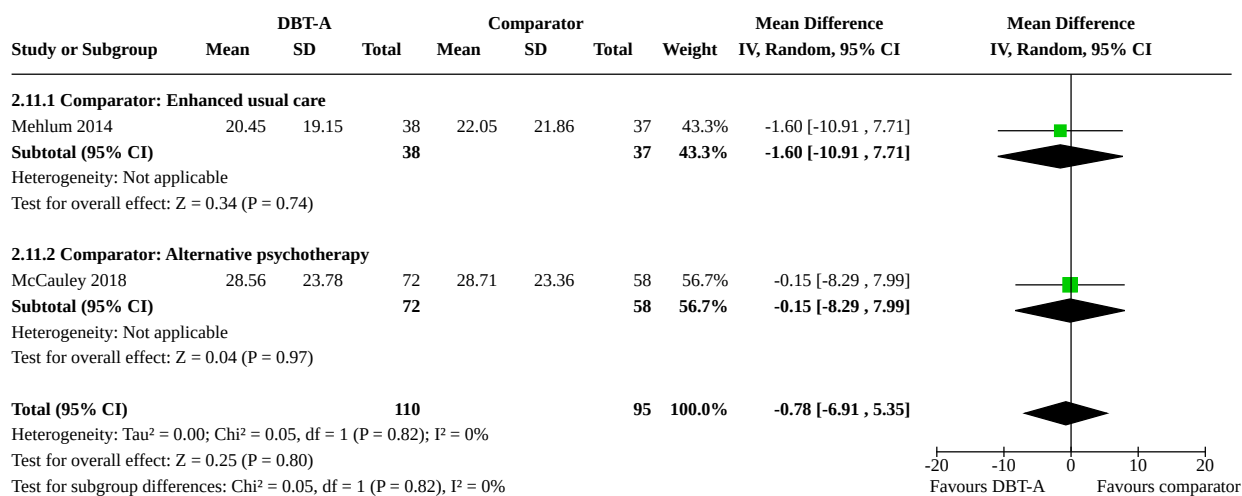 DBT-A Comparator Mean Difference Mean Difference
Study or Subgroup Mean SD Total Mean SD Total Weight IV, Random, 95% CI IV, Random, 95% CI
2.11.1 Comparator: Enhanced usual care
Mehlum 2014 20.45 19.15 38 22.05 21.86 37 43.3% -1.60 [-10.91 , 7.71]
Subtotal (95% CI) 38 37 43.3% -1.60 [-10.91 , 7.71]
Heterogeneity: Not applicable
Test for overall effect: Z = 0.34 (P = 0.74)
2.11.2 Comparator: Alternative psychotherapy
McCauley 2018 28.56 23.78 72 28.71 23.36 58 56.7% -0.15 [-8.29 , 7.99]
Subtotal (95% CI) 72 58 56.7% -0.15 [-8.29 , 7.99]
Heterogeneity: Not applicable
Test for overall effect: Z = 0.04 (P = 0.97)
Total (95% CI) 110 95 100.0% -0.78 [-6.91 , 5.35]
Heterogeneity: Tau² = 0.00; Chi² = 0.05, df = 1 (P = 0.82); I² = 0%
Test for overall effect: Z = 0.25 (P = 0.80) -20 -10 0 10 20
Test for subgroup differences: Chi² = 0.05, df = 1 (P = 0.82), I² = 0% Favours DBT-A Favours comparator